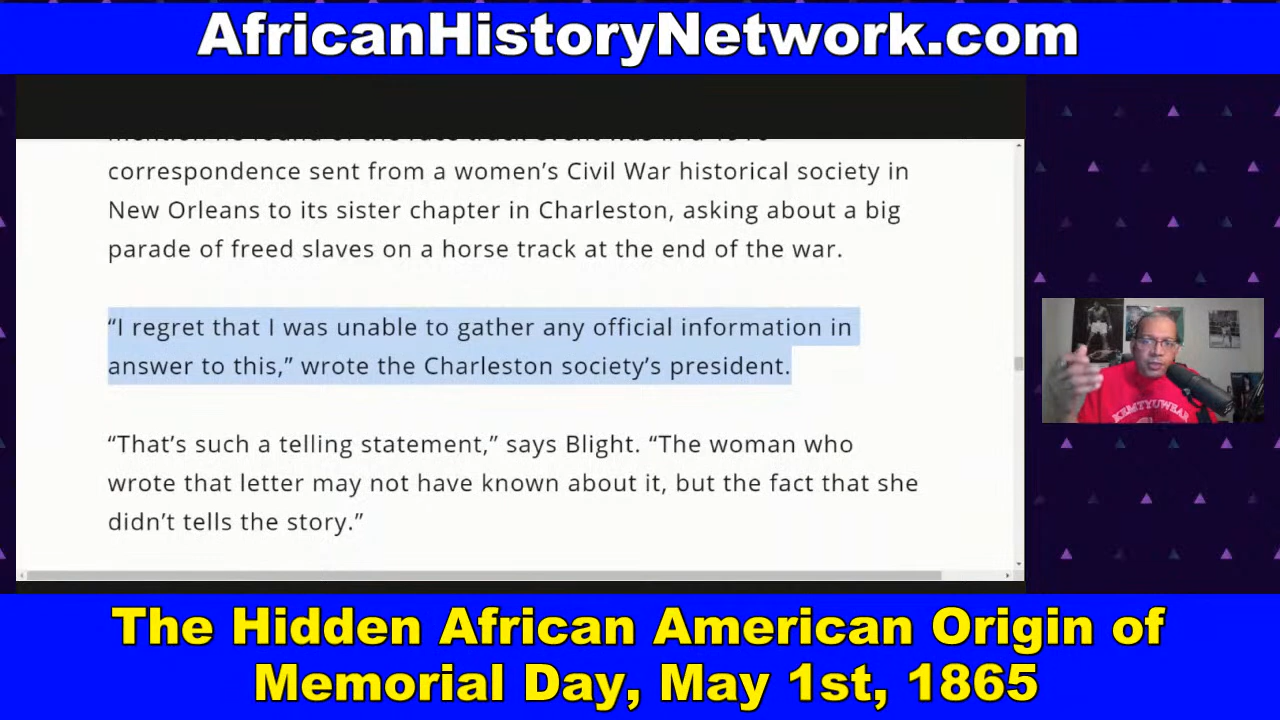 AfricanHistoryNetwork.com
correspondence sent from a women's Civil War historical society in
New Orleans to its sister chapter in Charleston, asking about a big
parade of freed slaves on a horse track at the end of the war.
“I regret that I was unable to gather any official information in
answer to this,” wrote the Charleston society’s president.
“That’s such a telling statement,” says Blight. “The woman who
wrote that letter may not have known about it, but the fact that she
didn’t tells the story.”
KEMTYUWEAR
The Hidden African American Origin of
Memorial Day, May 1st, 1865